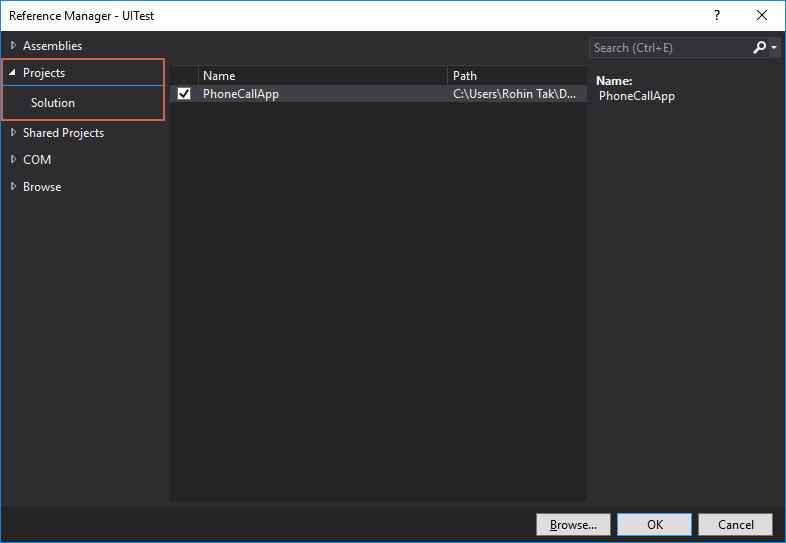 Reference Manager - UITest
?
Assemblies
Projects
Solution
Shared Projects
COM
Browse
Name Path
PhoneCallApp C:\Users\Rohin Tak\D...
Search (Ctrl+E)
Name:
PhoneCallApp
Browse... OK Cancel